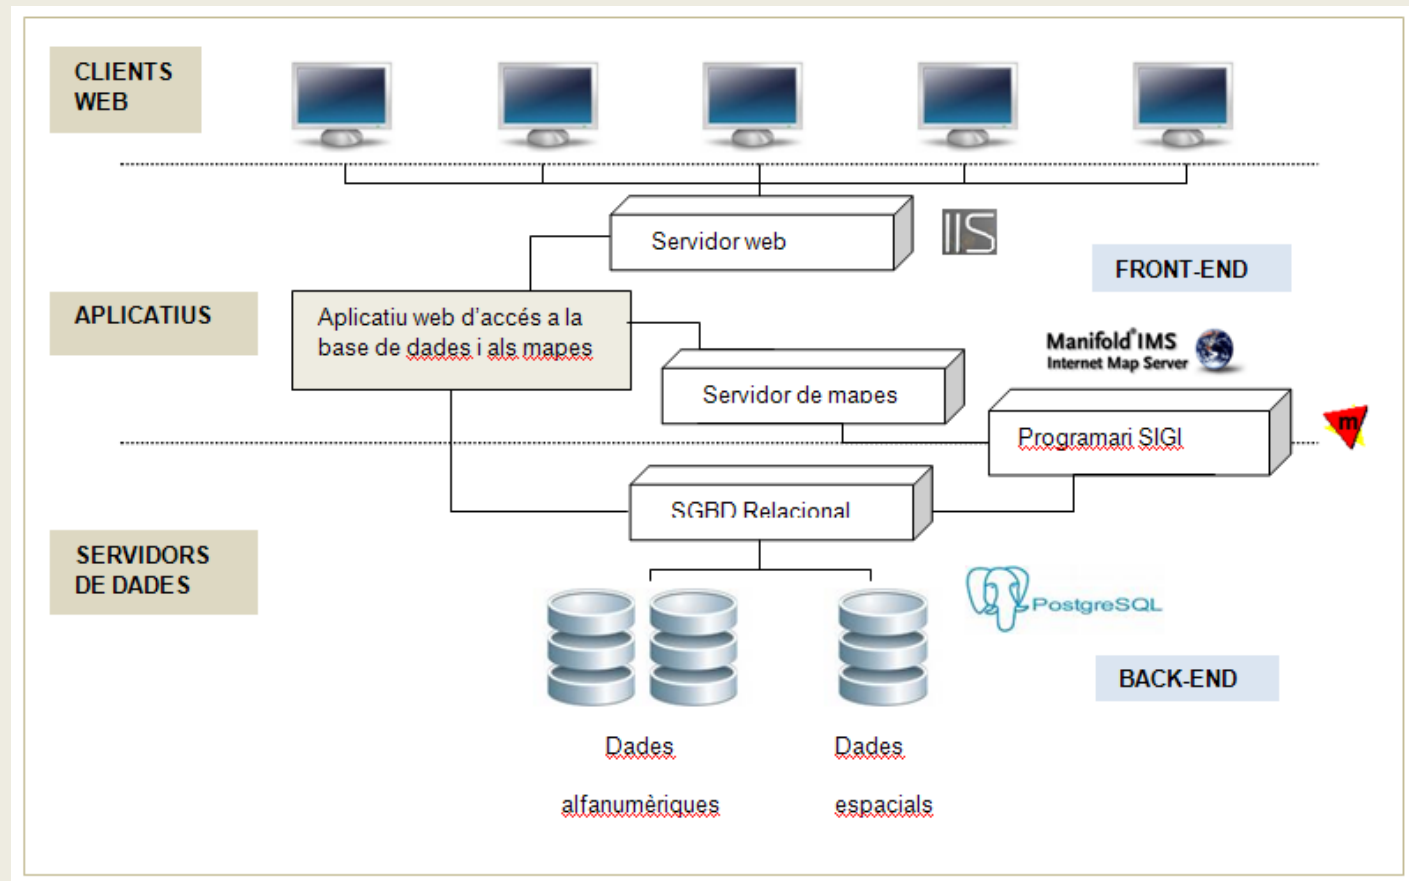 CLIENTS
WEB
Servidor web
IIS
FRONT-END
APLICATIUS
Aplicatiu web d'accés a la
base de dades i als mapes
Manifold® IMS
Internet Map Server
Servidor de mapes
Programari SIGI
m
SGBD Relacional
SERVIDORS
DE DADES
PostgreSQL
BACK-END
Dades
alfanumèriques
Dades
espacials